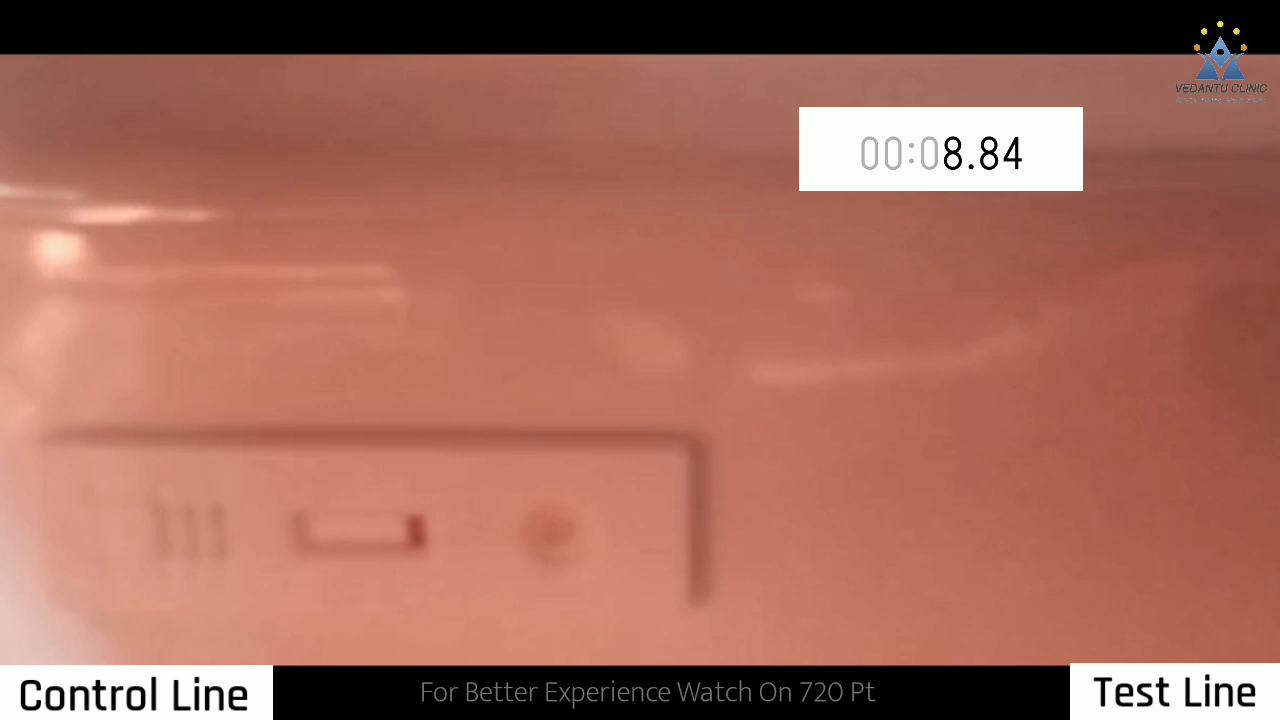 VEDANTU CLINIC
00:08.84
Control Line
For Better Experience Watch On 720 Pt
Test Line